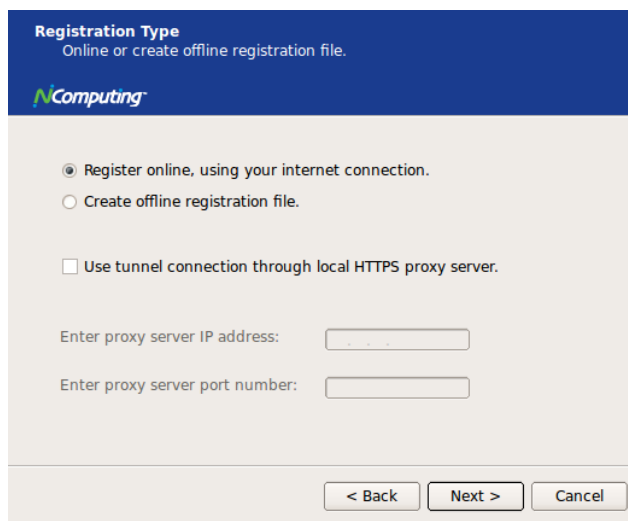 Registration Type
Online or create offline registration file.
NComputing™
Register online, using your internet connection.
Create offline registration file.
Use tunnel connection through local HTTPS proxy server.
Enter proxy server IP address:
. . .
Enter proxy server port number:
< Back Next > Cancel